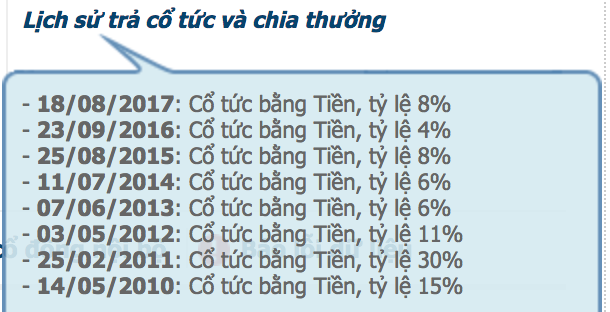 Lịch sử trả cổ tức và chia thưởng
- 18/08/2017: Cổ tức bằng Tiền, tỷ lệ 8%
- 23/09/2016: Cổ tức bằng Tiền, tỷ lệ 4%
- 25/08/2015: Cổ tức bằng Tiền, tỷ lệ 8%
- 11/07/2014: Cổ tức bằng Tiền, tỷ lệ 6%
- 07/06/2013: Cổ tức bằng Tiền, tỷ lệ 6%
- 03/05/2012: Cổ tức bằng Tiền, tỷ lệ 11%
- 25/02/2011: Cổ tức bằng Tiền, tỷ lệ 30%
- 14/05/2010: Cổ tức bằng Tiền, tỷ lệ 15%